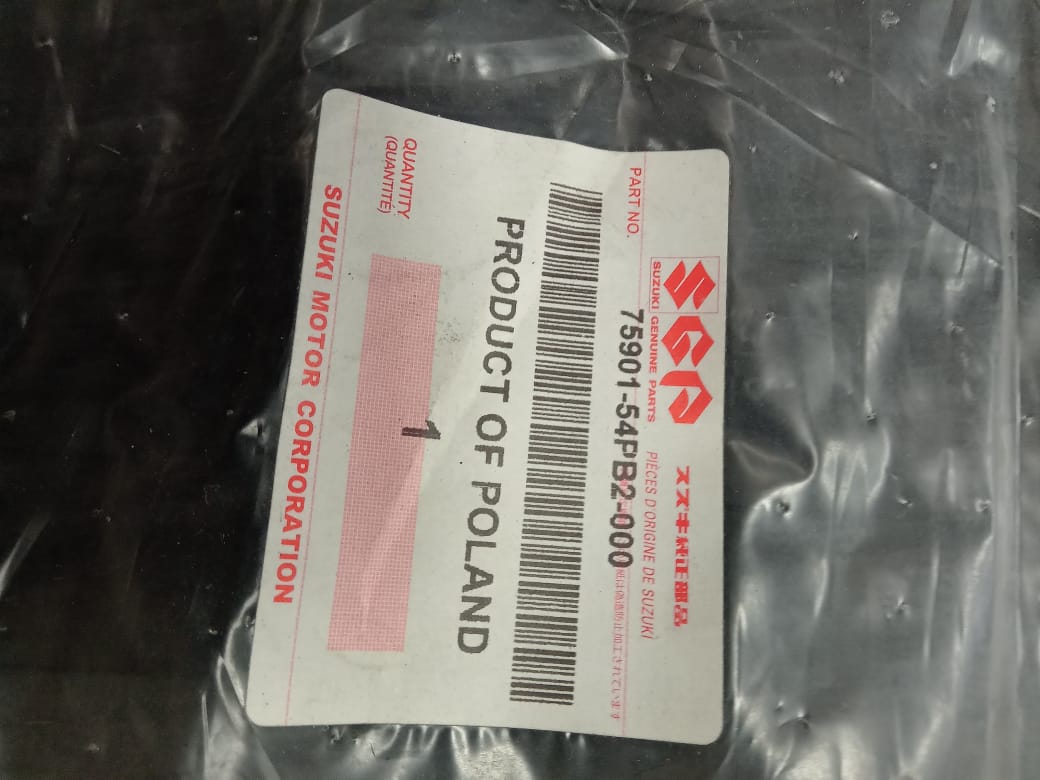 SGP
スズキ純正部品
SUZUKI GENUINE PARTS
PIÈCES D'ORIGINE DE SUZUKI
PART NO.
75901-54PB2-000
PRODUCT OF POLAND
QUANTITY
(QUANTITÉ)
1
SUZUKI MOTOR CORPORATION